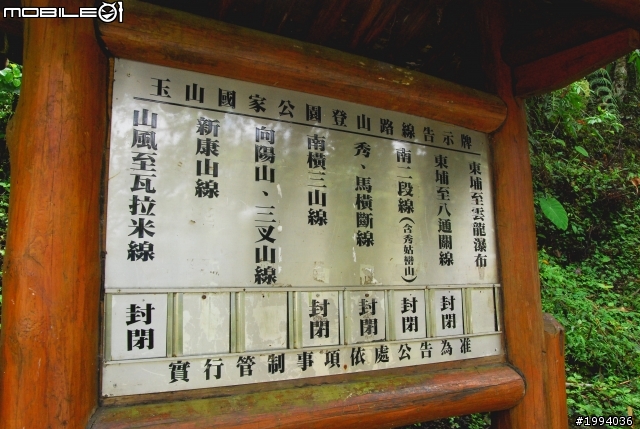 MOBILE01
玉山國家公園登山路線告示牌
東埔至雲龍瀑布
東埔至八通關線
南二段線(含秀姑巒山)
秀、馬橫斷線
南橫三山線
向陽山、三叉山線
新康山線
山風至瓦拉米線
封閉
封閉
封閉
封閉
封閉
實行管制事項依處公告為准
#1994036